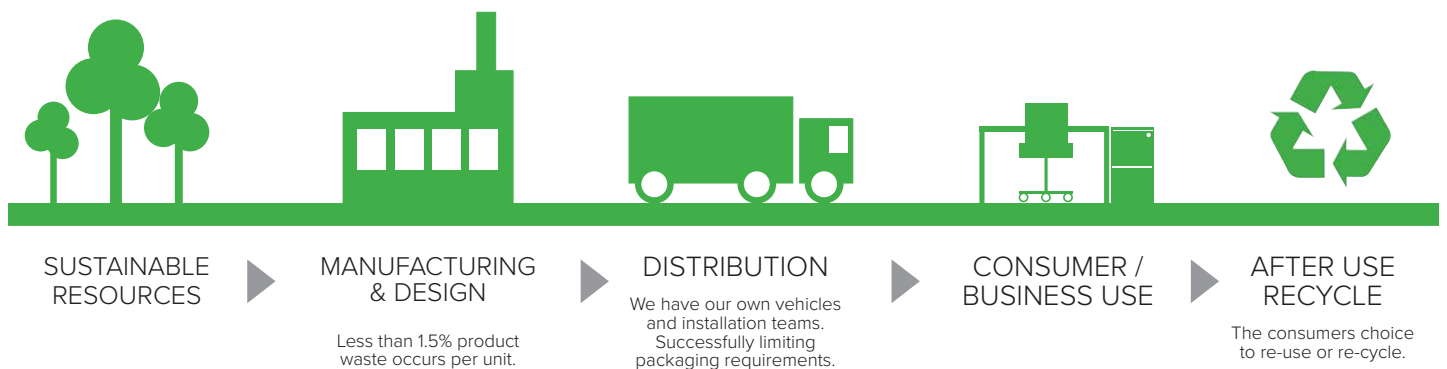 SUSTAINABLE
RESOURCES
MANUFACTURING
& DESIGN
Less than 1.5% product
waste occurs per unit.
DISTRIBUTION
We have our own vehicles
and installation teams.
Successfully limiting
packaging requirements.
CONSUMER /
BUSINESS USE
AFTER USE
RECYCLE
The consumers choice
to re-use or re-cycle.